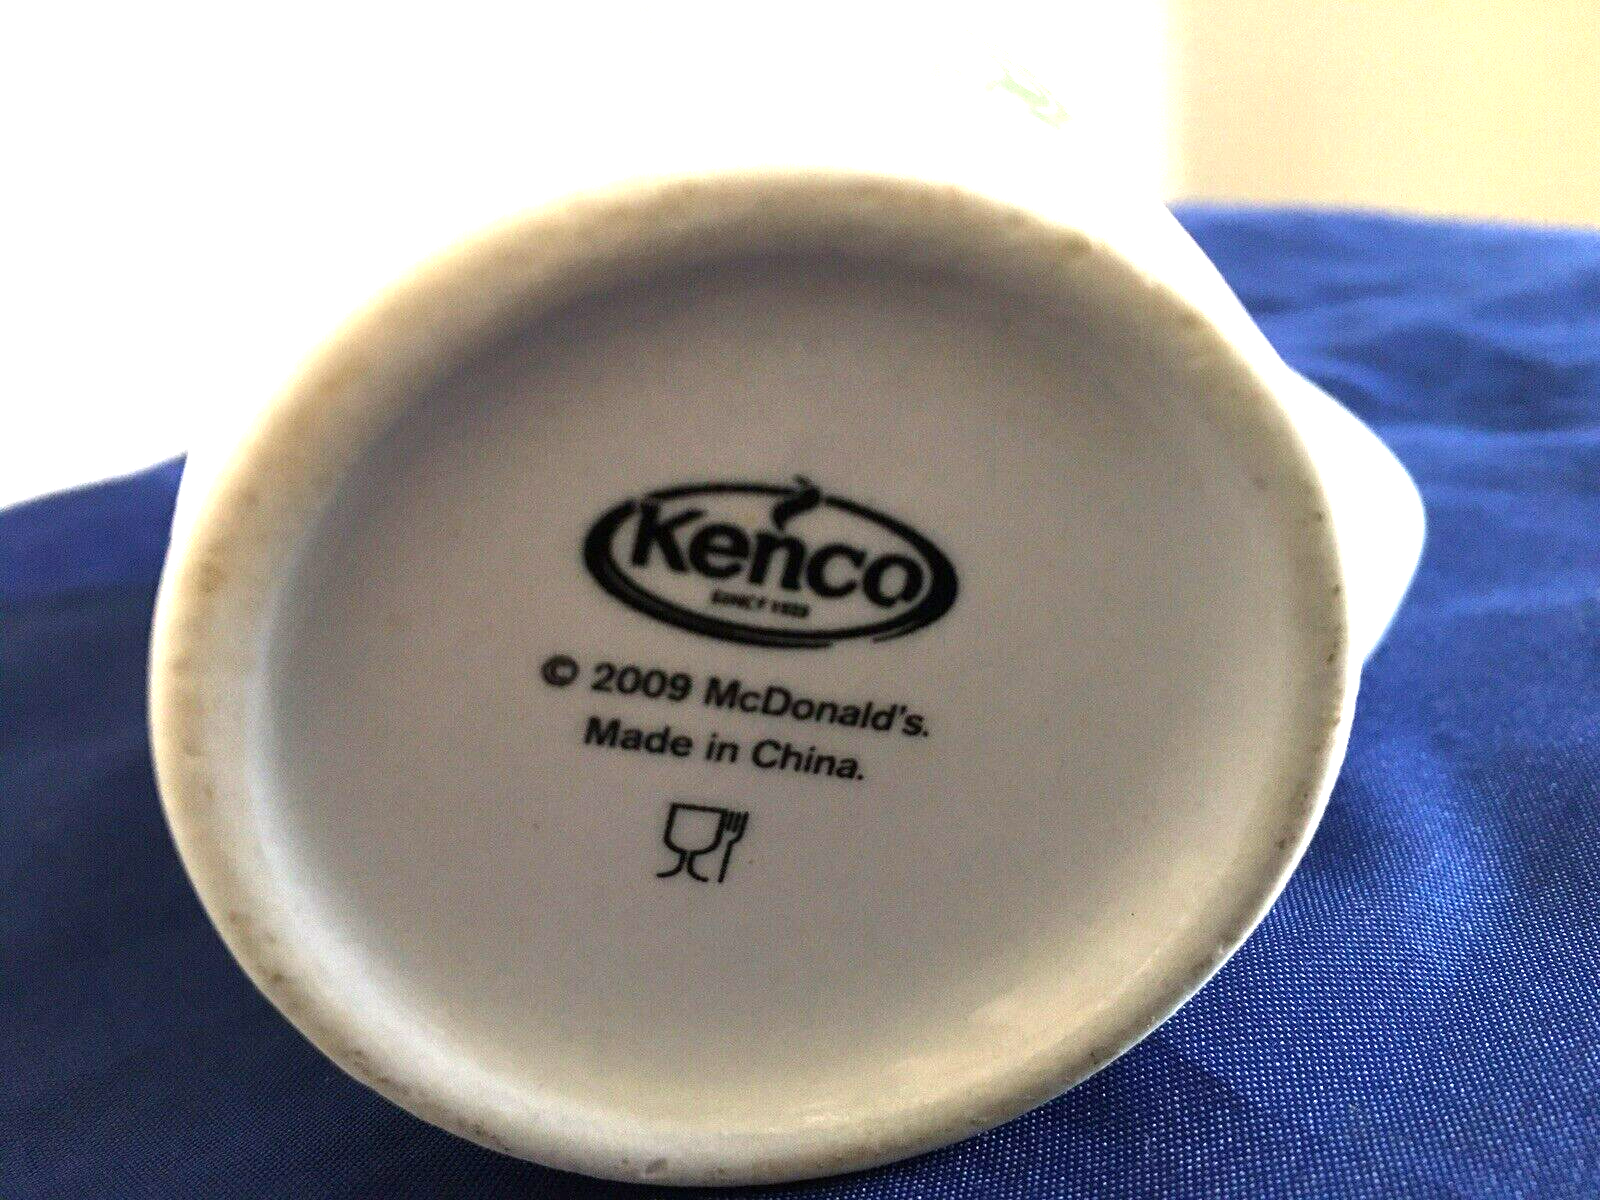 Kenco
© 2009 McDonald's.
Made in China.